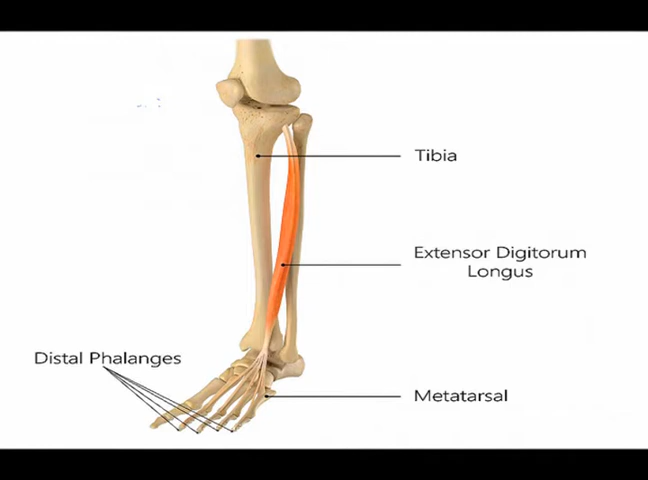 Tibia
Extensor Digitorum
Longus
Distal Phalanges
Metatarsal